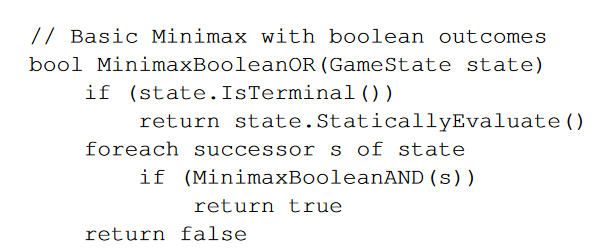 // Basic Minimax with boolean outcomes
bool MinimaxBooleanOR(GameState state)
    if (state.IsTerminal())
        return state.StaticallyEvaluate()
    foreach successor s of state
        if (MinimaxBooleanAND(s))
            return true
    return false